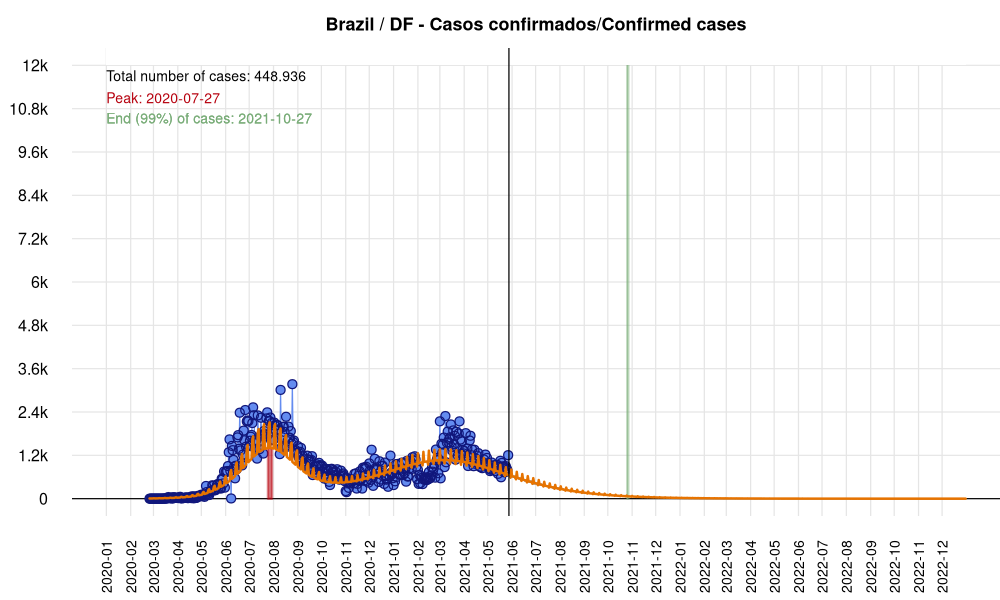 Brazil / DF - Casos confirmados/Confirmed cases
Total number of cases: 448.936
Peak: 2020-07-27
End (99%) of cases: 2021-10-27
12k
10.8k
9.6k
8.4k
7.2k
6k
4.8k
3.6k
2.4k
1.2k
0
2020-01
2020-02
2020-03
2020-04
2020-05
2020-06
2020-07
2020-08
2020-09
2020-10
2020-11
2020-12
2021-01
2021-02
2021-03
2021-04
2021-05
2021-06
2021-07
2021-08
2021-09
2021-10
2021-11
2021-12
2022-01
2022-02
2022-03
2022-04
2022-05
2022-06
2022-07
2022-08
2022-09
2022-10
2022-11
2022-12